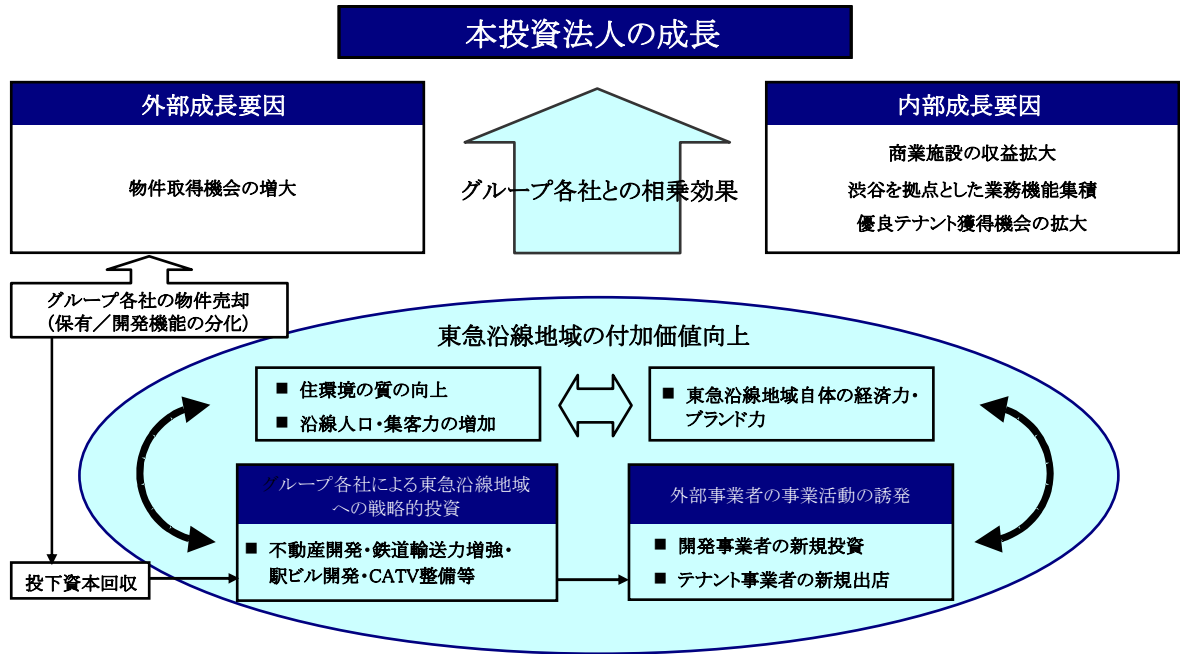 本投資法人の成長
外部成長要因
物件取得機会の増大
グループ各社との相乗効果
内部成長要因
商業施設の収益拡大
渋谷を拠点とした業務機能集積
優良テナント獲得機会の拡大
グループ各社の物件売却
（保有／開発機能の分化）
東急沿線地域の付加価値向上
■ 住環境の質の向上
■ 沿線人口・集客力の増加
■ 東急沿線地域自体の経済力・
ブランド力
グループ各社による東急沿線地域
への戦略的投資
■ 不動産開発・鉄道輸送力増強・
駅ビル開発・CATV整備等
外部事業者の事業活動の誘発
■ 開発事業者の新規投資
■ テナント事業者の新規出店
投下資本回収